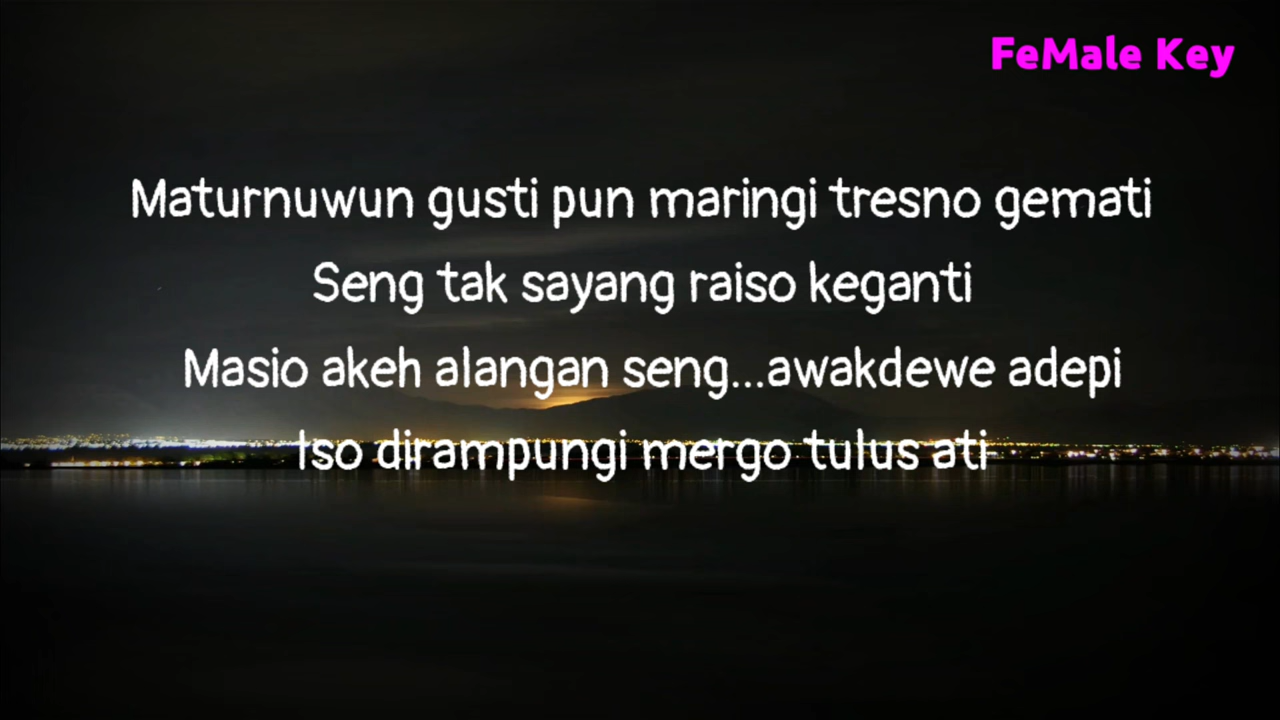 FeMale Key
Maturnuwun gusti pun maringi tresno gemati
Seng tak sayang raiso keganti
Masio akeh alangan seng...awakdewe adepi
Iso dirampungi mergo tulus ati